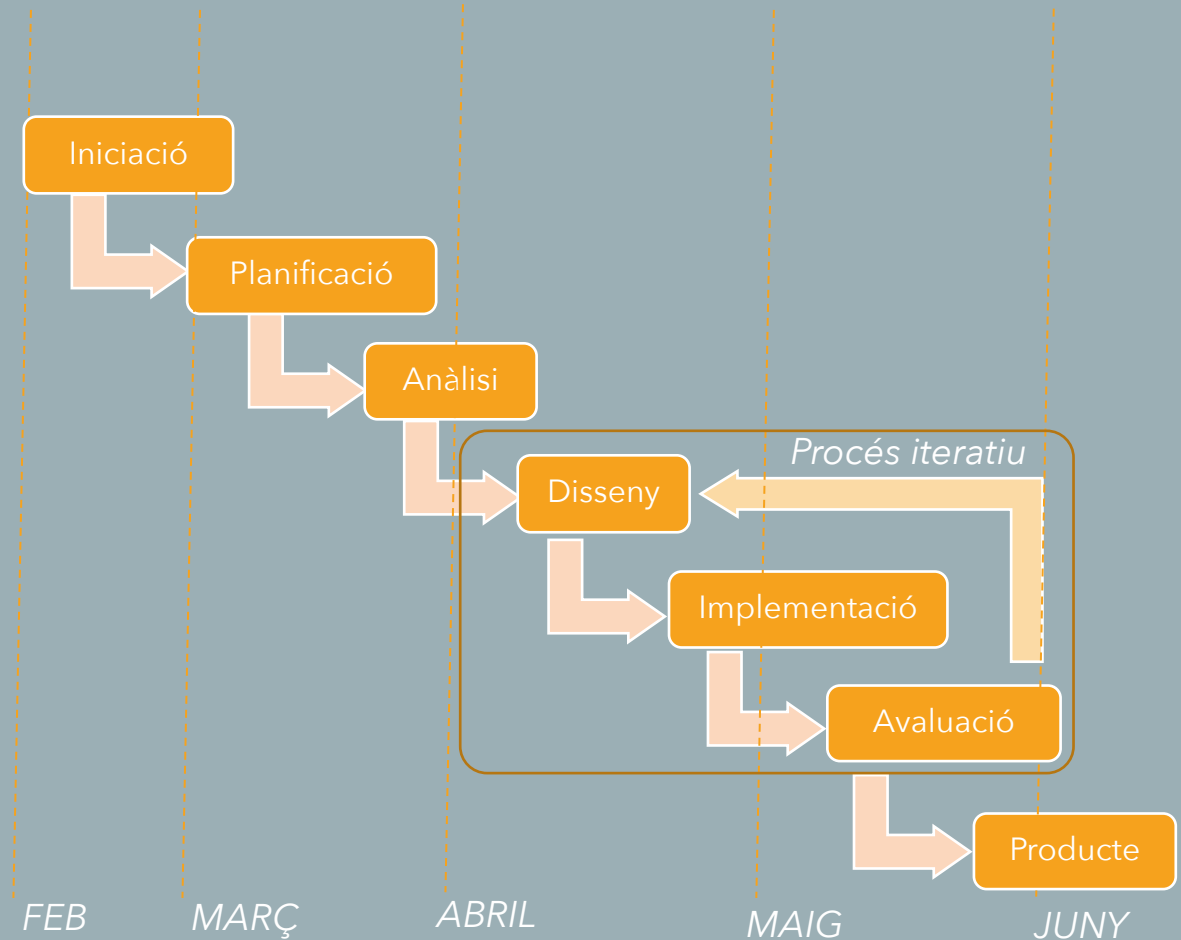 Iniciació
Planificació
Anàlisi
Procés iteratiu
Disseny
Implementació
Avaluació
Producte
FEB
MARÇ
ABRIL
MAIG
JUNY